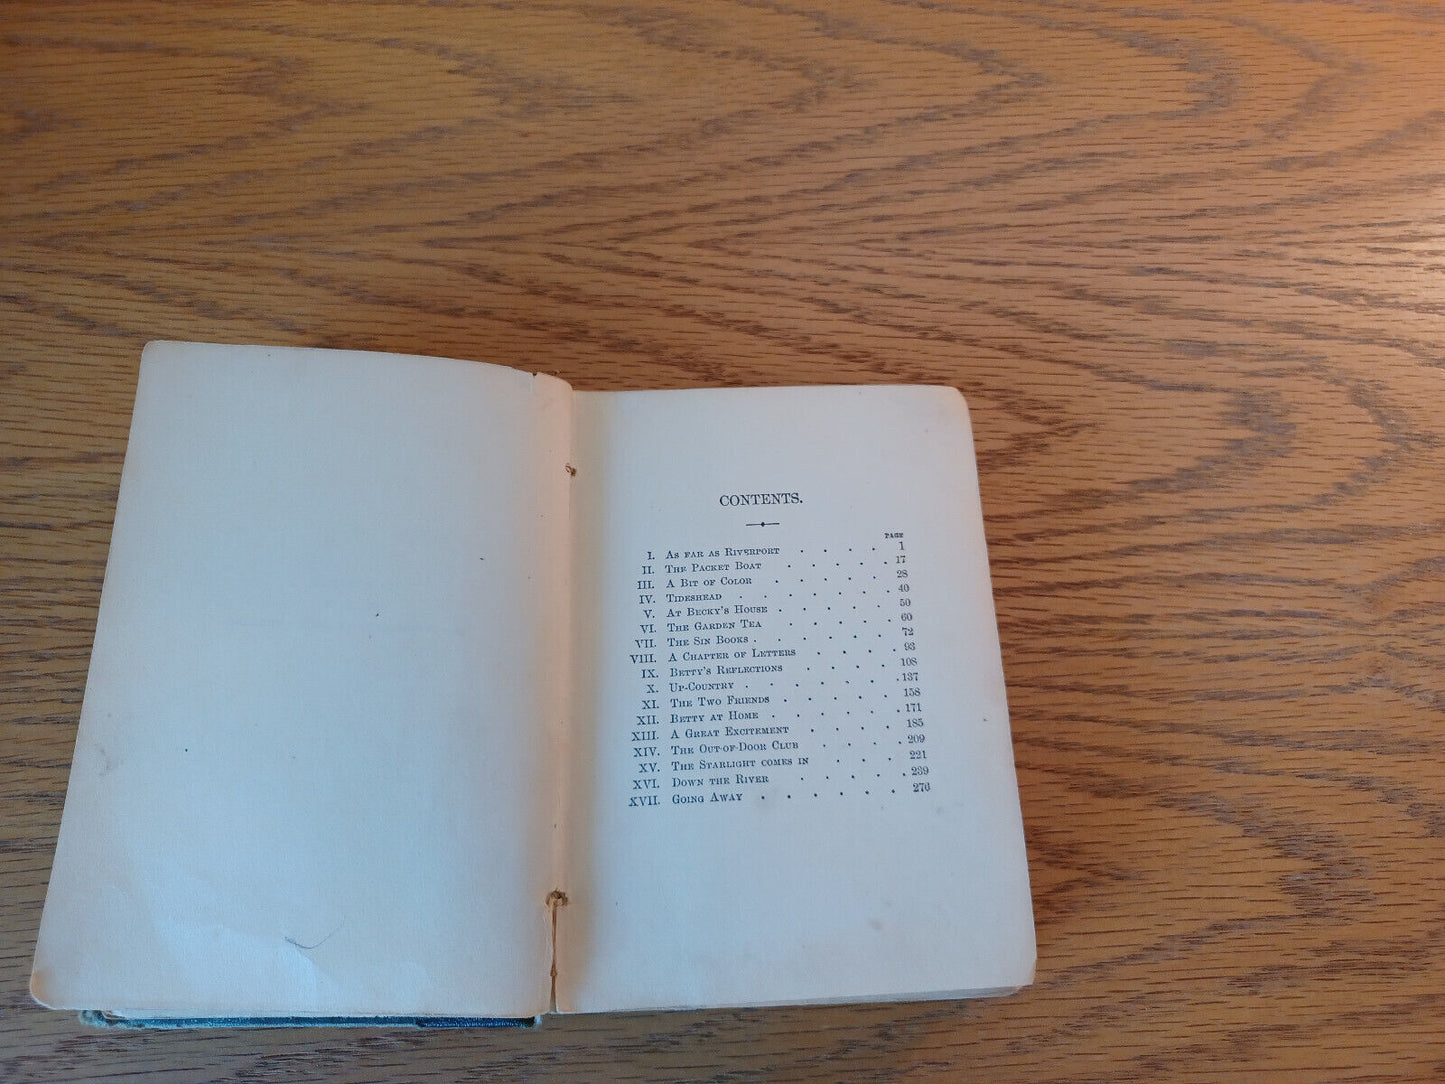 CONTENTS.
PAGE
I. As far as Riverport . . . . 1
II. The Packet Boat . . . . . 17
III. A Bit of Color . . . . . 28
IV. Tideshead . . . . . . 40
V. At Becky's House . . . . . 50
VI. The Garden Tea . . . . . 60
VII. The Sin Books . . . . . . 72
VIII. A Chapter of Letters . . . . 93
IX. Betty's Reflections . . . . 108
X. Up-Country . . . . . . . 137
XI. The Two Friends . . . . . 158
XII. Betty at Home . . . . . . 171
XIII. A Great Excitement . . . . 185
XIV. The Out-of-Door Club . . . . 209
XV. The Starlight comes in . . . 221
XVI. Down the River . . . . . 239
XVII. Going Away . . . . . . 276